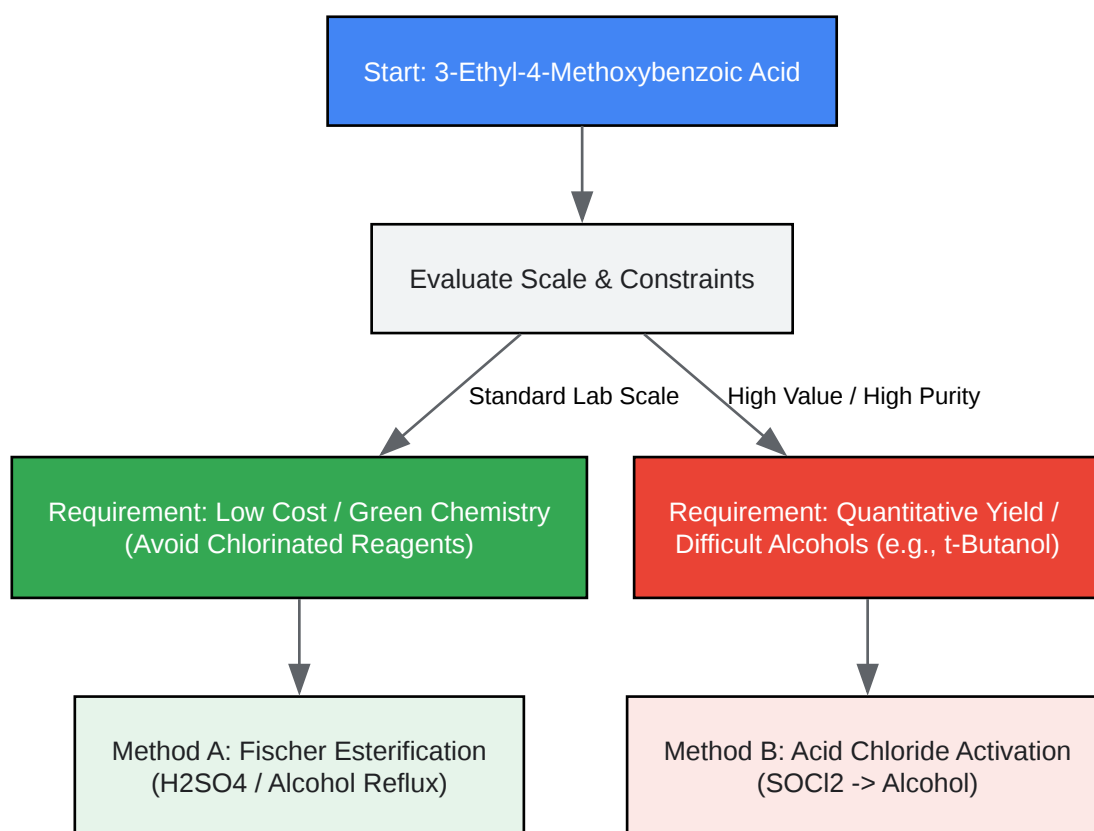 Start: 3-Ethyl-4-Methoxybenzoic Acid
Evaluate Scale & Constraints
Standard Lab Scale
High Value / High Purity
Requirement: Low Cost / Green Chemistry
(Avoid Chlorinated Reagents)
Requirement: Quantitative Yield /
Difficult Alcohols (e.g., t-Butanol)
Method A: Fischer Esterification
(H2SO4 / Alcohol Reflux)
Method B: Acid Chloride Activation
(SOCl2 -> Alcohol)